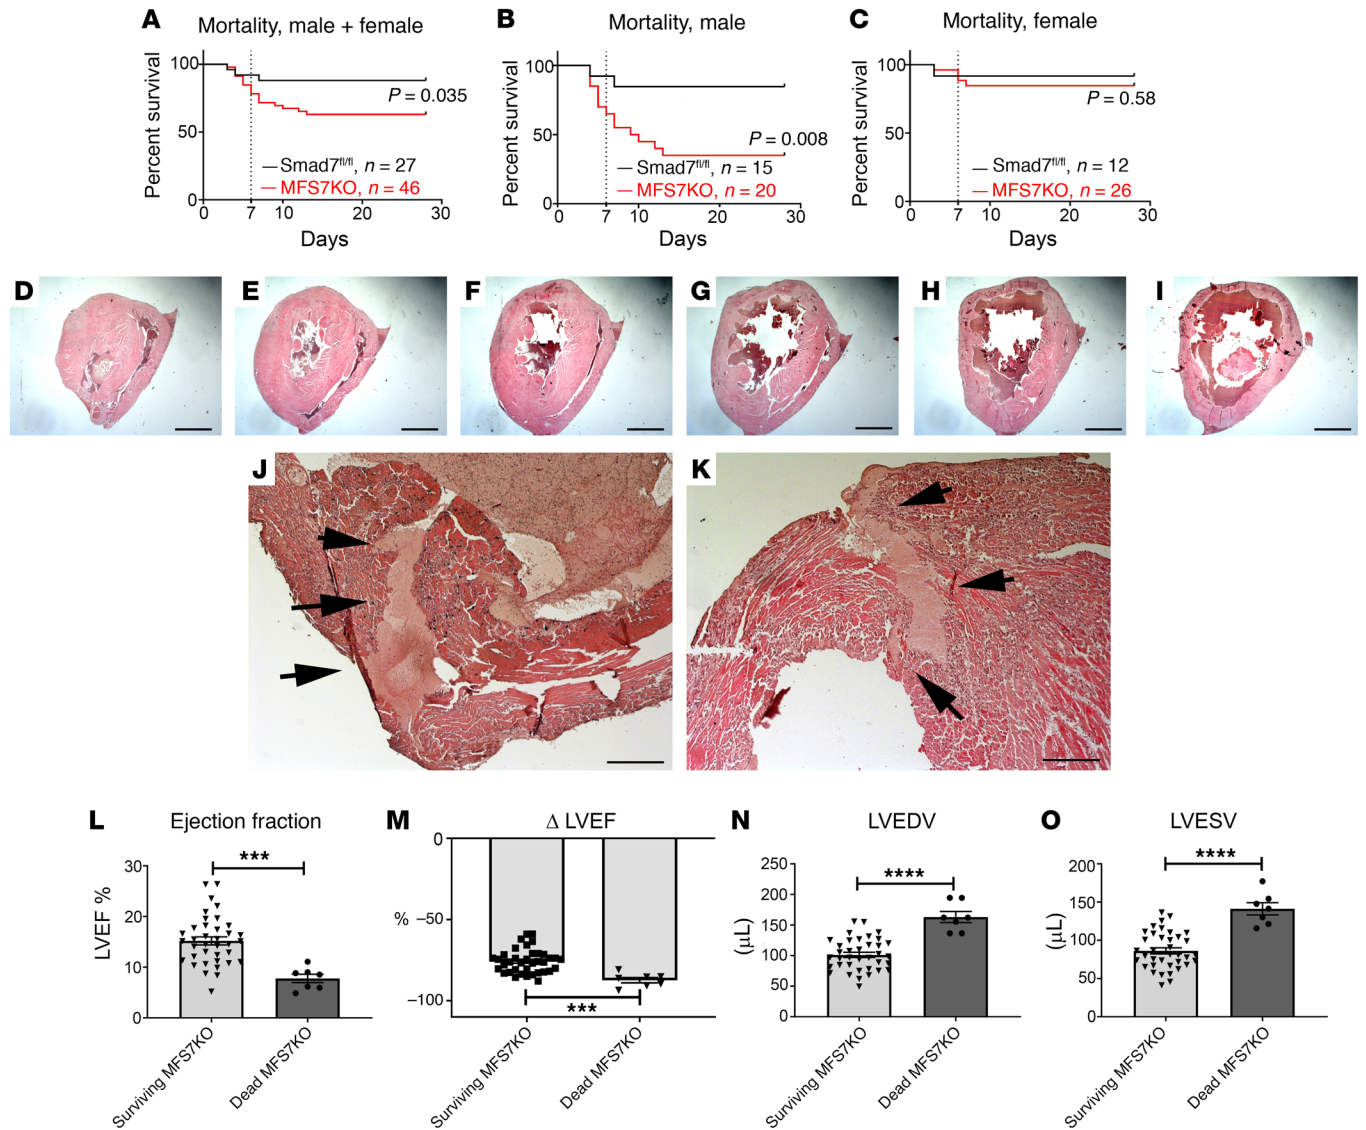 A
Mortality, male + female
Percent survival
100
50
0
0 7 10 20 30
Days
P = 0.035
Smad7fl/fl, n = 27
MFS7KO, n = 46
B
Mortality, male
Percent survival
100
50
0
0 7 10 20 30
Days
P = 0.008
Smad7fl/fl, n = 15
MFS7KO, n = 20
C
Mortality, female
Percent survival
100
50
0
0 7 10 20 30
Days
P = 0.58
Smad7fl/fl, n = 12
MFS7KO, n = 26
D
E
F
G
H
I
J
K
L
Ejection fraction
LVEF %
30
20
10
0
***
Surviving MFS7KO
Dead MFS7KO
M
Δ LVEF
%
0
−50
−100
***
Surviving MFS7KO
Dead MFS7KO
N
LVEDV
(μL)
250
200
150
100
50
0
****
Surviving MFS7KO
Dead MFS7KO
O
LVESV
(μL)
200
150
100
50
0
****
Surviving MFS7KO
Dead MFS7KO